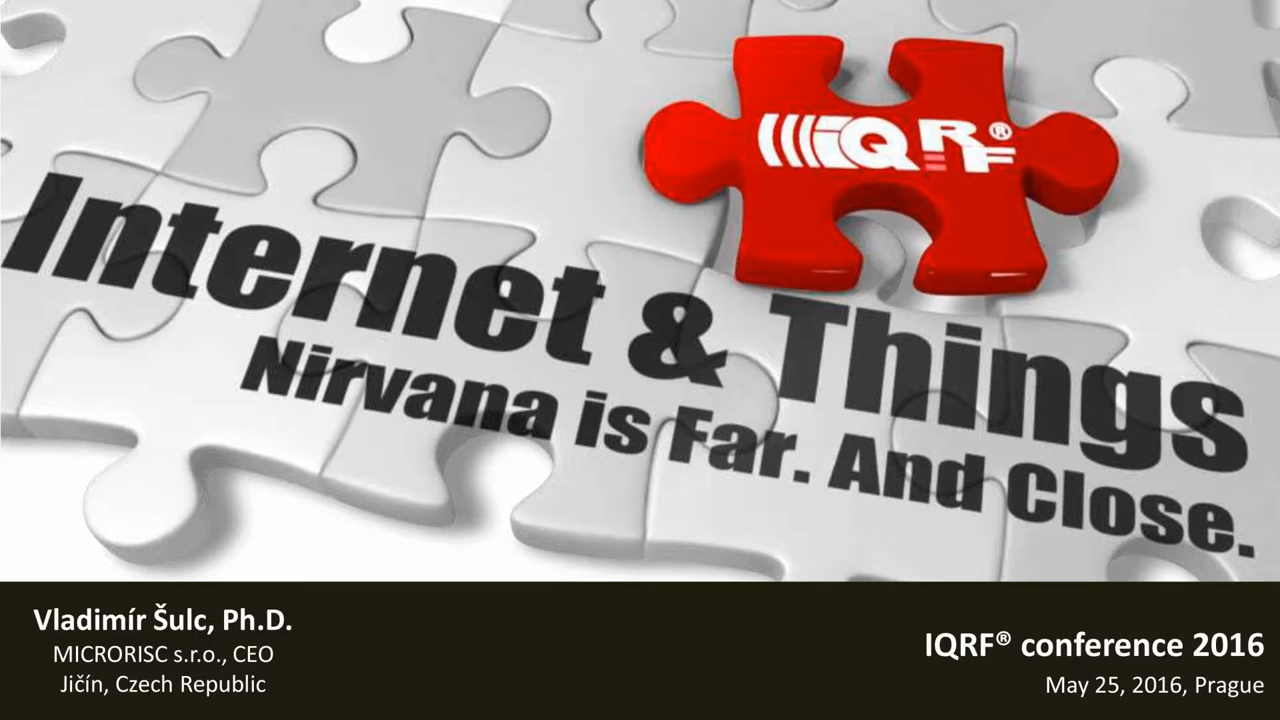 IQRF®
Internet & Things
Nirvana is Far. And Close.
Vladimír Šulc, Ph.D.
MICRORISC s.r.o., CEO
Jičín, Czech Republic
IQRF® conference 2016
May 25, 2016, Prague